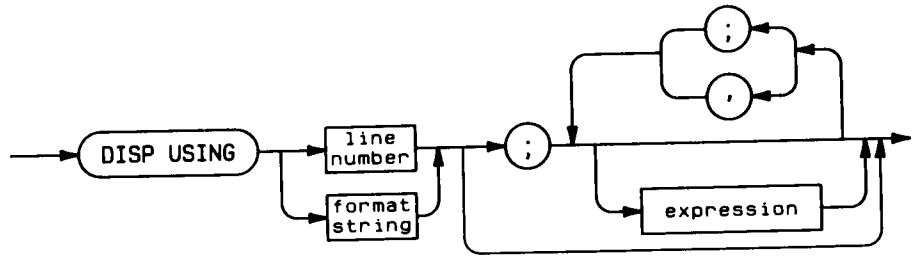 ;
,
DISP USING
line
number
;
format
string
expression